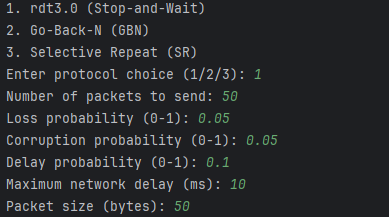 1. rdt3.0 (Stop-and-Wait)
2. Go-Back-N (GBN)
3. Selective Repeat (SR)
Enter protocol choice (1/2/3): 1
Number of packets to send: 50
Loss probability (0-1): 0.05
Corruption probability (0-1): 0.05
Delay probability (0-1): 0.1
Maximum network delay (ms): 10
Packet size (bytes): 50